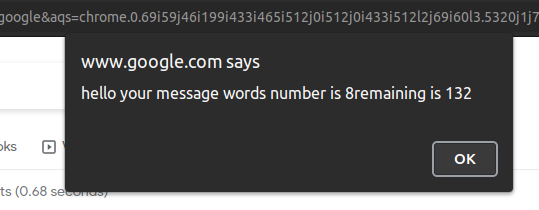 google&aqs=chrome.0.69i59j46i199i433i465i512j0i512j0i433i512l2j69i60l3.5320j1j7
www.google.com says
hello your message words number is 8remaining is 132
OK
oks
ts (0.68 seconds)